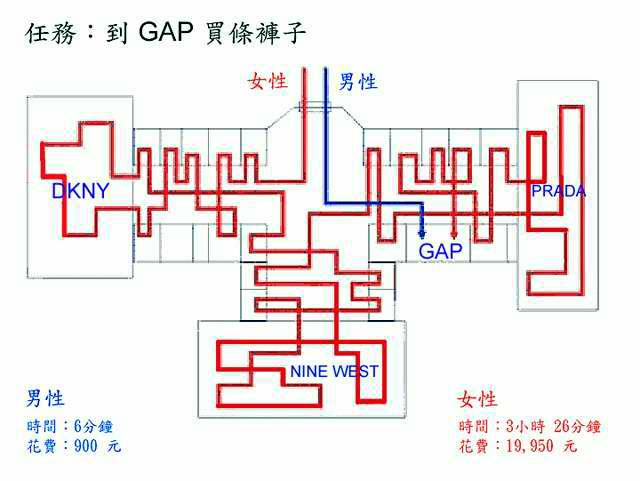 任務：到 GAP 買條褲子
女性 男性
DKNY
PRADA
GAP
NINE WEST
男性
時間：6分鐘
花費：900 元
女性
時間：3小時 26分鐘
花費：19,950 元